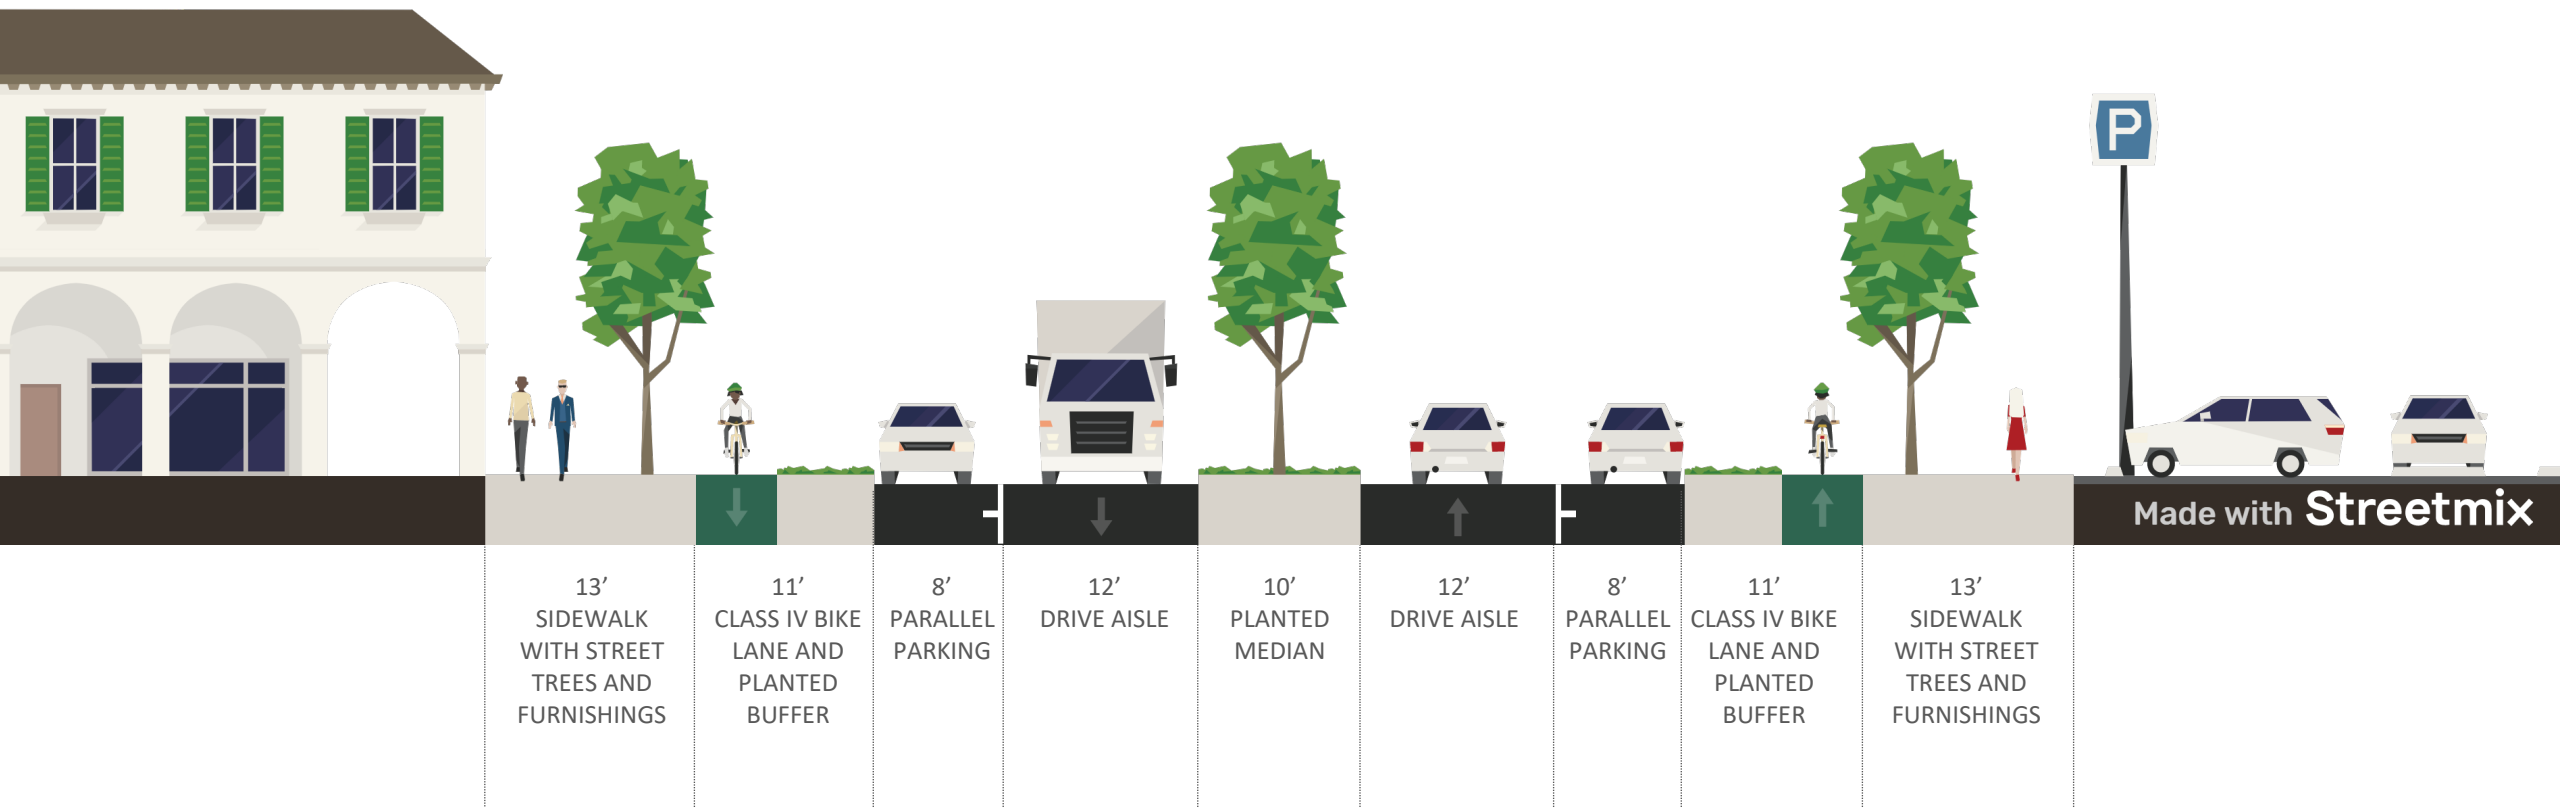 P
Made with Streetmix
13’
SIDEWALK
WITH STREET
TREES AND
FURNISHINGS
11’
CLASS IV BIKE
LANE AND
PLANTED
BUFFER
8’
PARALLEL
PARKING
12’
DRIVE AISLE
10’
PLANTED
MEDIAN
12’
DRIVE AISLE
8’
PARALLEL
PARKING
11’
CLASS IV BIKE
LANE AND
PLANTED
BUFFER
13’
SIDEWALK
WITH STREET
TREES AND
FURNISHINGS